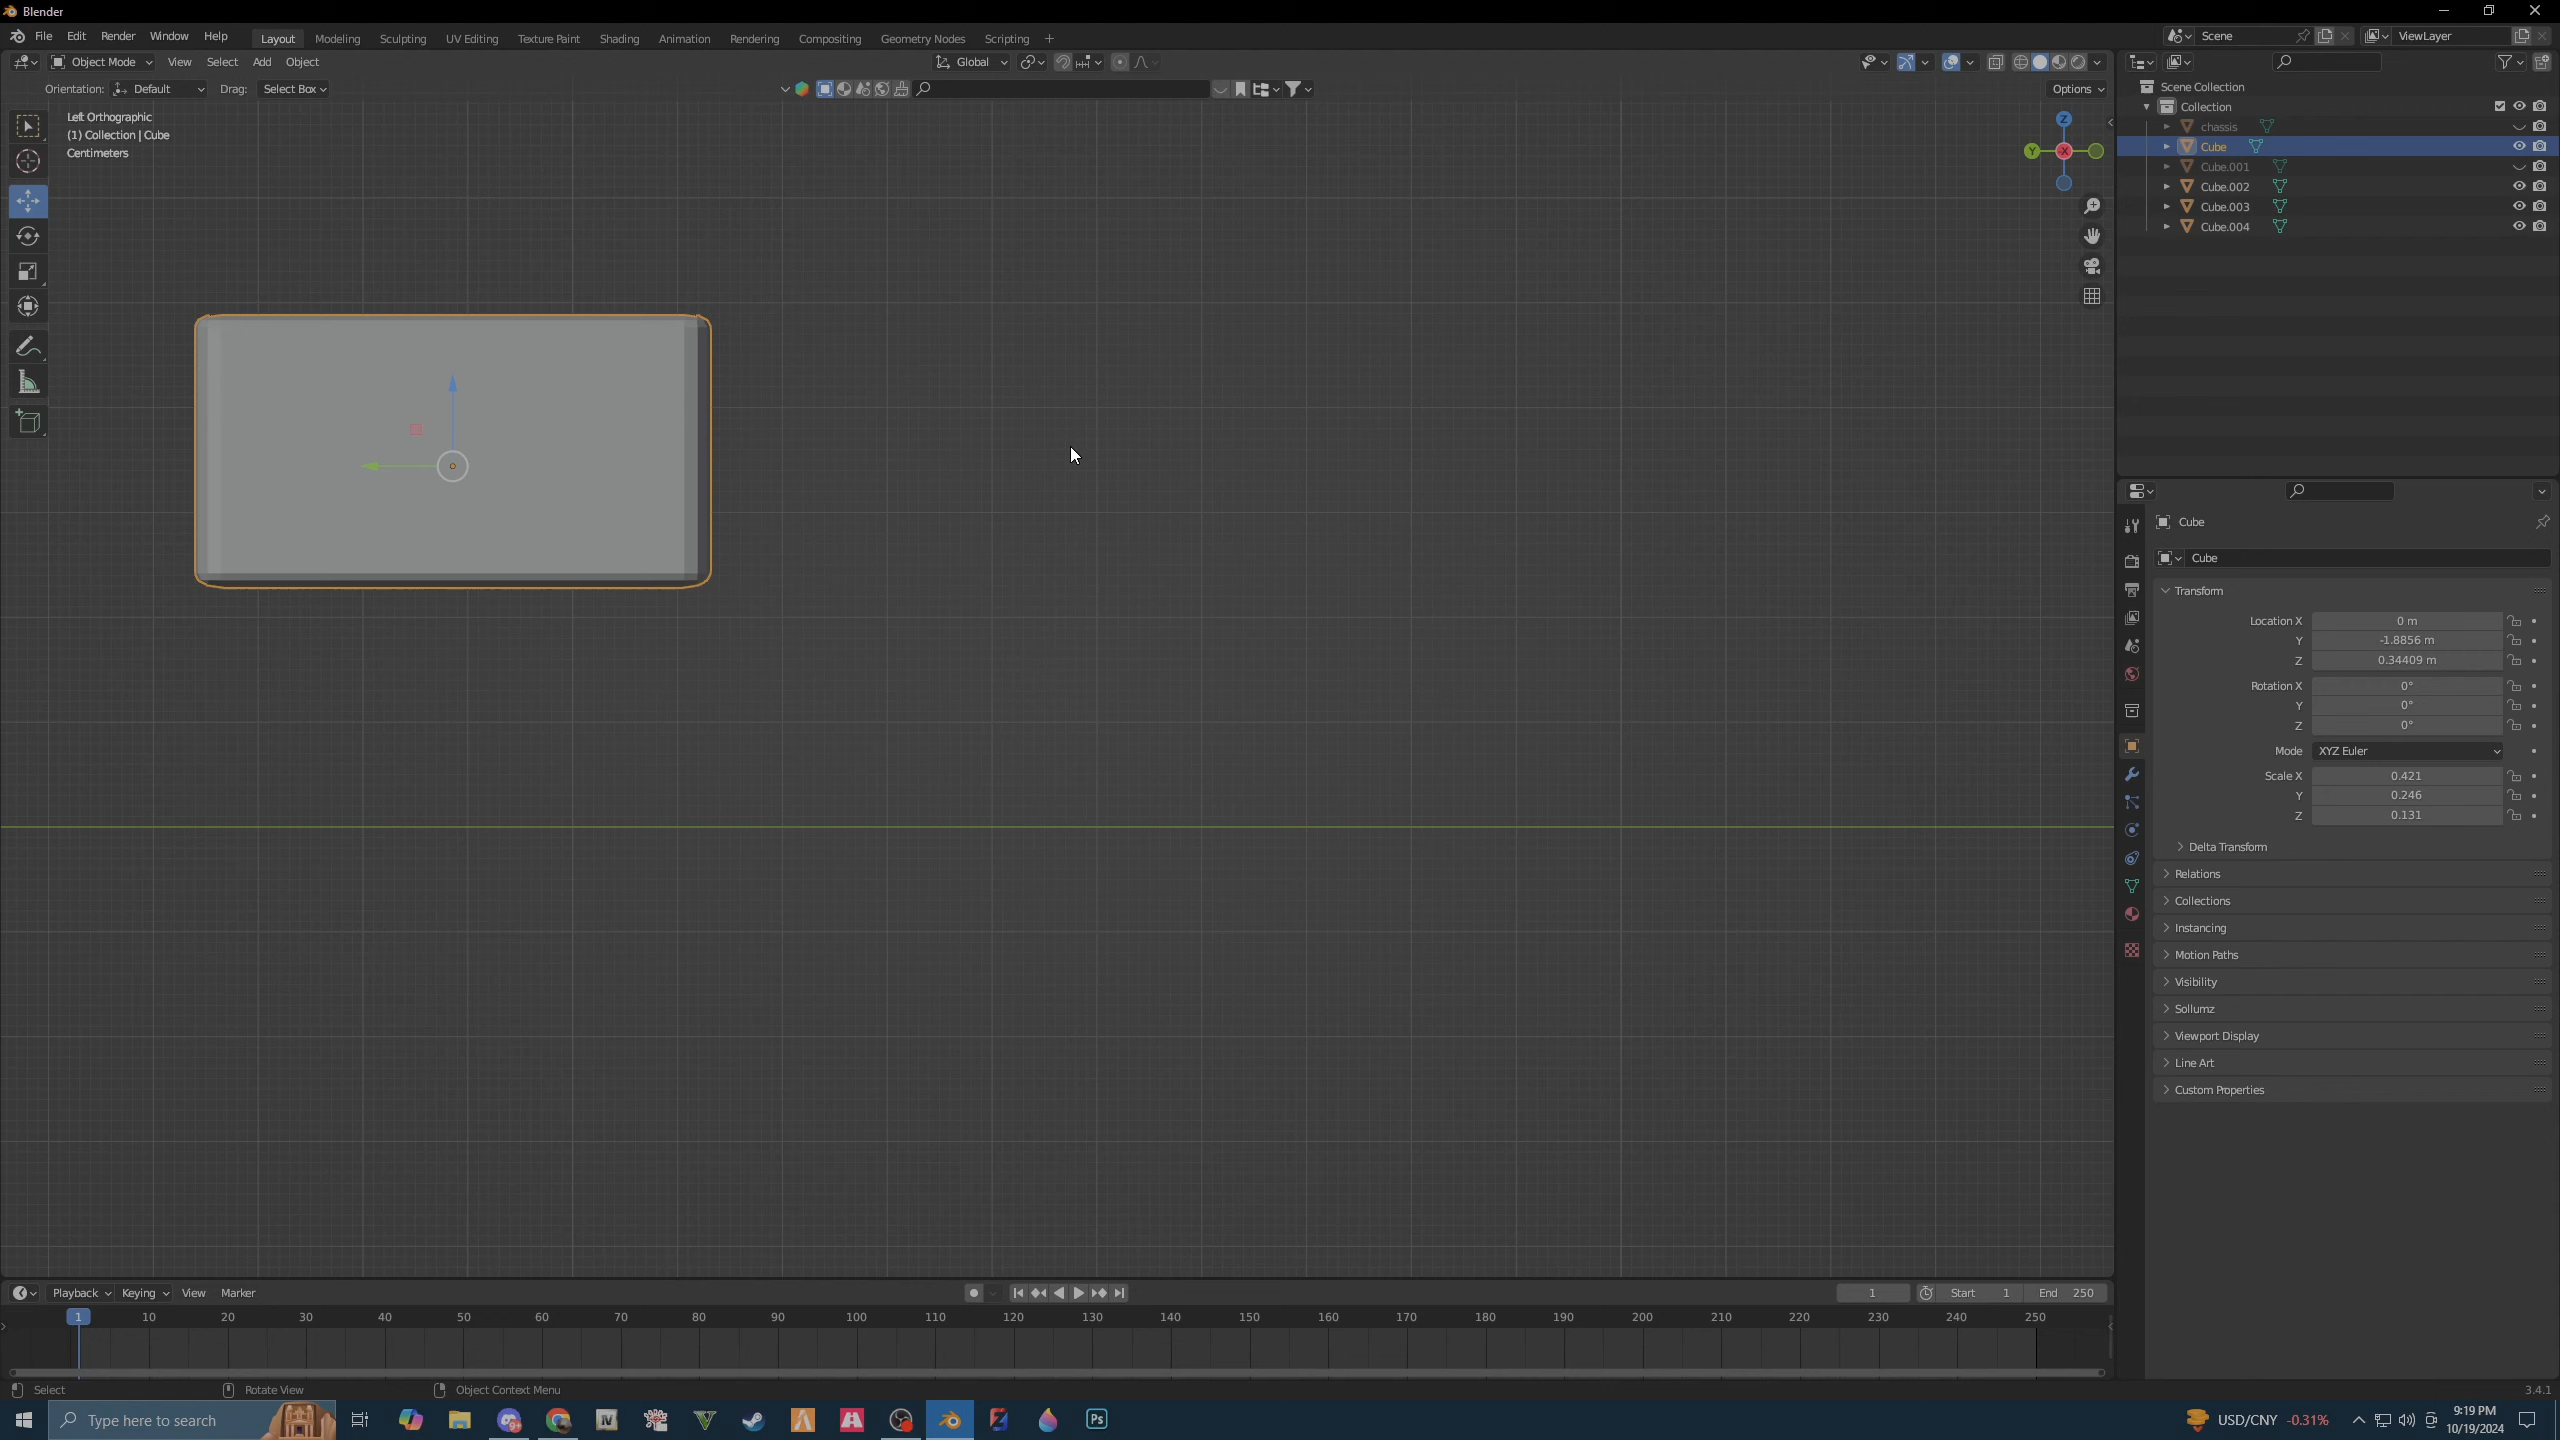 Blender
File Edit Render Window Help Layout Modeling Sculpting UV Editing Texture Paint Shading Animation Rendering Compositing Geometry Nodes Scripting + Scene ViewLayer
Object Mode View Select Add Object Global
Orientation: Default Drag: Select Box Options
Left Orthographic
(1) Collection | Cube
Centimeters
Z
Y
X
Scene Collection
Collection
chassis
Cube
Cube.001
Cube.002
Cube.003
Cube.004
Cube
Cube
Transform
Location X 0 m
Y -1.8856 m
Z 0.34409 m
Rotation X 0°
Y 0°
Z 0°
Mode XYZ Euler
Scale X 0.421
Y 0.246
Z 0.131
Delta Transform
Relations
Collections
Instancing
Motion Paths
Visibility
Sollumz
Viewport Display
Line Art
Custom Properties
Playback Keying View Marker 1 Start 1 End 250
1 10 20 30 40 50 60 70 80 90 100 110 120 130 140 150 160 170 180 190 200 210 220 230 240 250
Select Rotate View Object Context Menu 3.4.1
Type here to search 9+ V Ps USD/CNY -0.31% 9:19 PM
10/19/2024